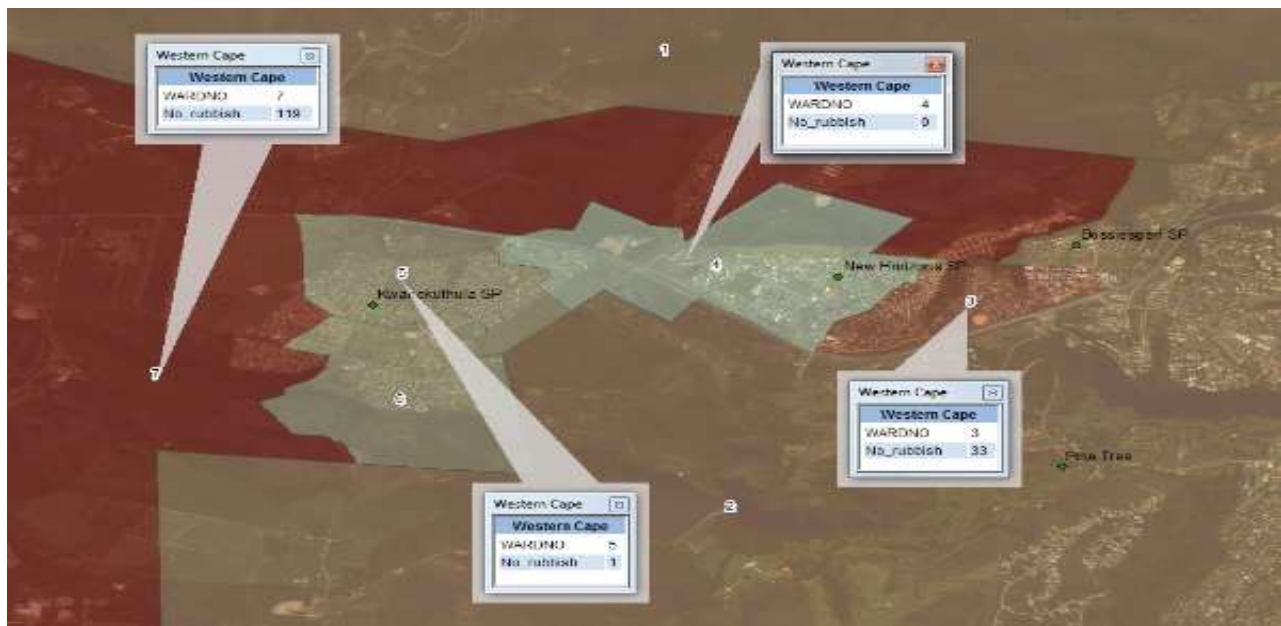 Western Cape
Western Cape
WARDNO 7
No_rubbish 119
1
Western Cape
Western Cape
WARDNO 4
No_rubbish 0
Bossiesgerf SP
5
4
New Horizons SP
Kwanokuthula SP
3
7
6
Western Cape
Western Cape
WARDNO 3
No_rubbish 33
Pine Tree
2
Western Cape
Western Cape
WARDNO 5
No_rubbish 1